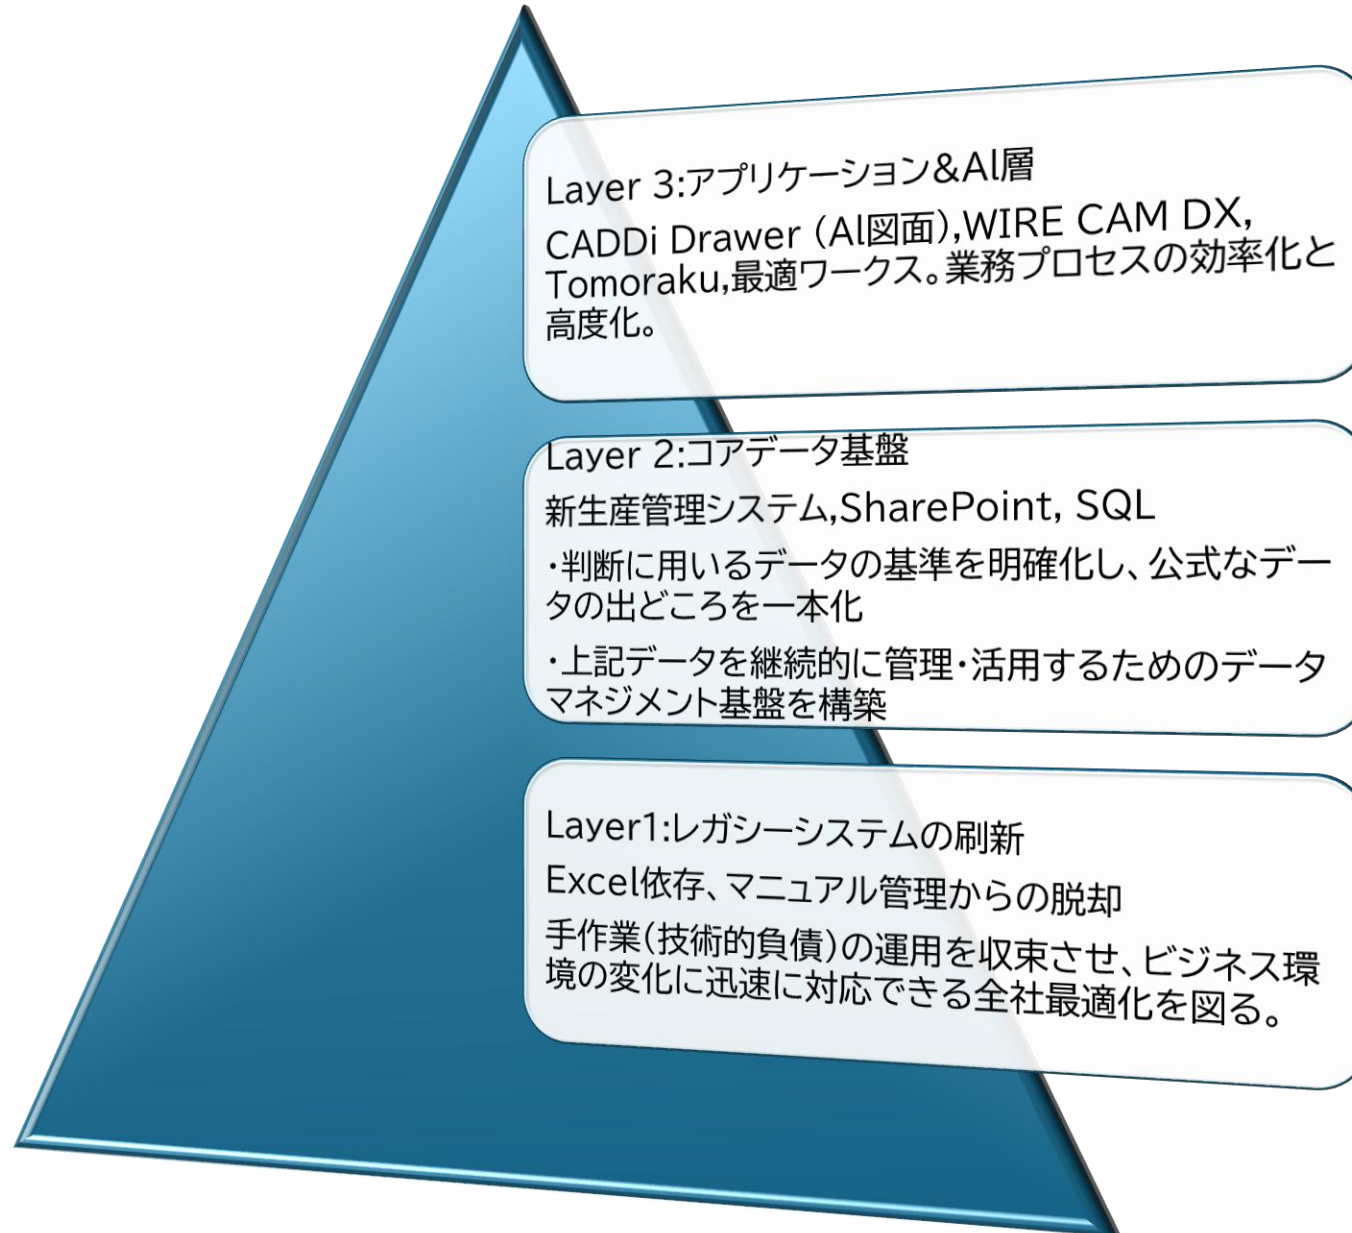 Layer 3:アプリケーション&Al層
CADDi Drawer (Al図面),WIRE CAM DX,
Tomoraku,最適ワークス。業務プロセスの効率化と
高度化。
Layer 2:コアデータ基盤
新生産管理システム,SharePoint, SQL
・判断に用いるデータの基準を明確化し、公式なデー
タの出どころを一本化
・上記データを継続的に管理・活用するためのデータ
マネジメント基盤を構築
Layer1:レガシーシステムの刷新
Excel依存、マニュアル管理からの脱却
手作業(技術的負債)の運用を収束させ、ビジネス環
境の変化に迅速に対応できる全社最適化を図る。